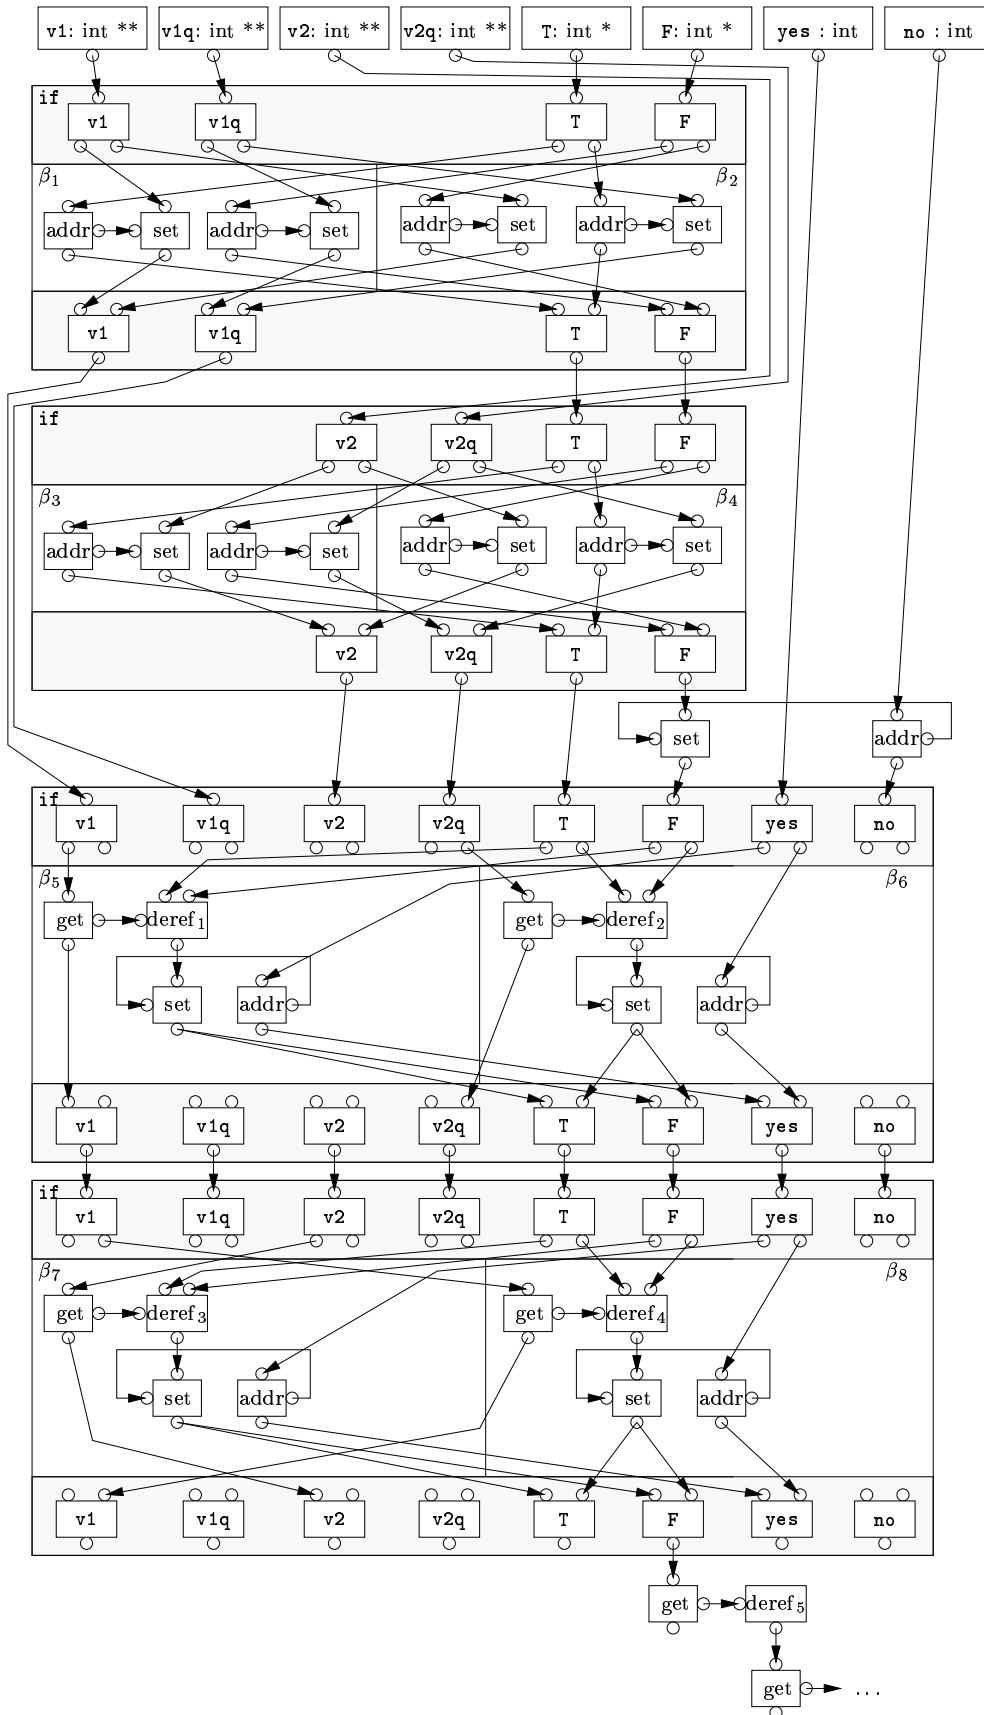 v1: int ** v1q: int ** v2: int ** v2q: int ** T: int * F: int * yes : int no : int
if
v1 v1q T F
β1 β2
addr set addr set addr set addr set
v1 v1q T F
if
v2 v2q T F
β3 β4
addr set addr set addr set addr set
v2 v2q T F
set addr
if
v1 v1q v2 v2q T F yes no
β5 β6
get deref1 get deref2
set addr set addr
v1 v1q v2 v2q T F yes no
if
v1 v1q v2 v2q T F yes no
β7 β8
get deref3 get deref4
set addr set addr
v1 v1q v2 v2q T F yes no
get deref5
get ...